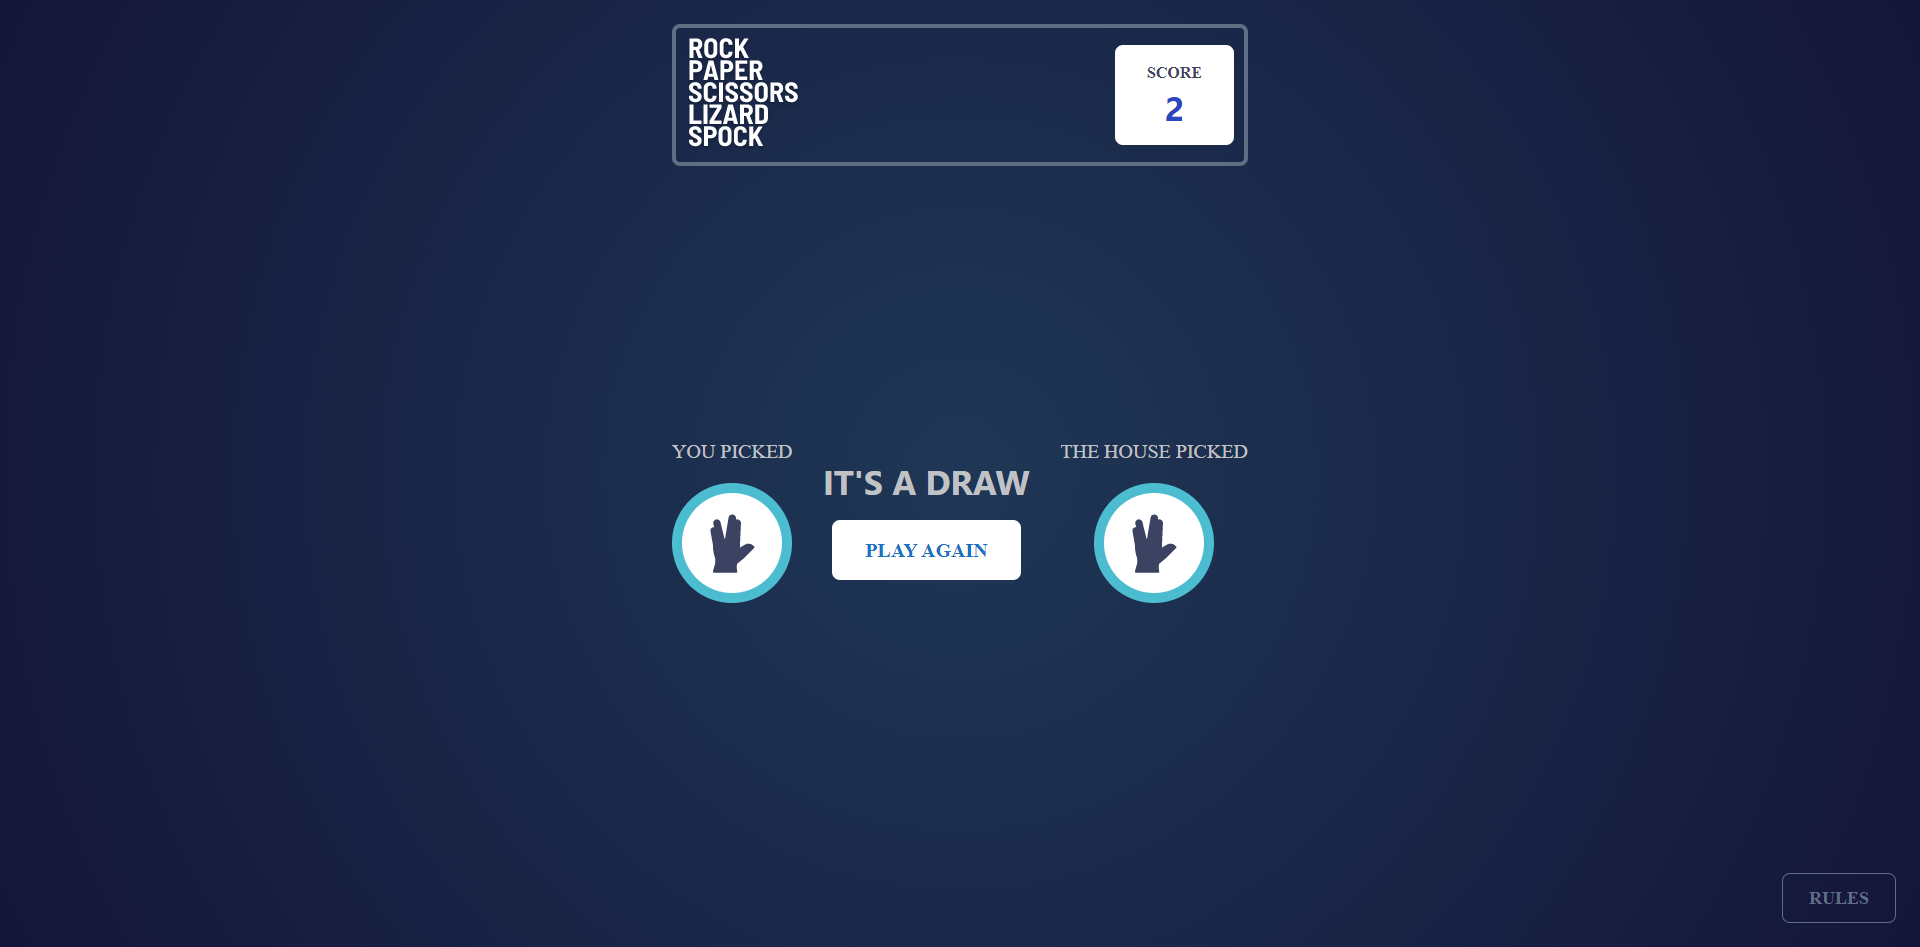 ROCK
PAPER
SCISSORS
LIZARD
SPOCK
SCORE
2
YOU PICKED
IT'S A DRAW
PLAY AGAIN
THE HOUSE PICKED
RULES